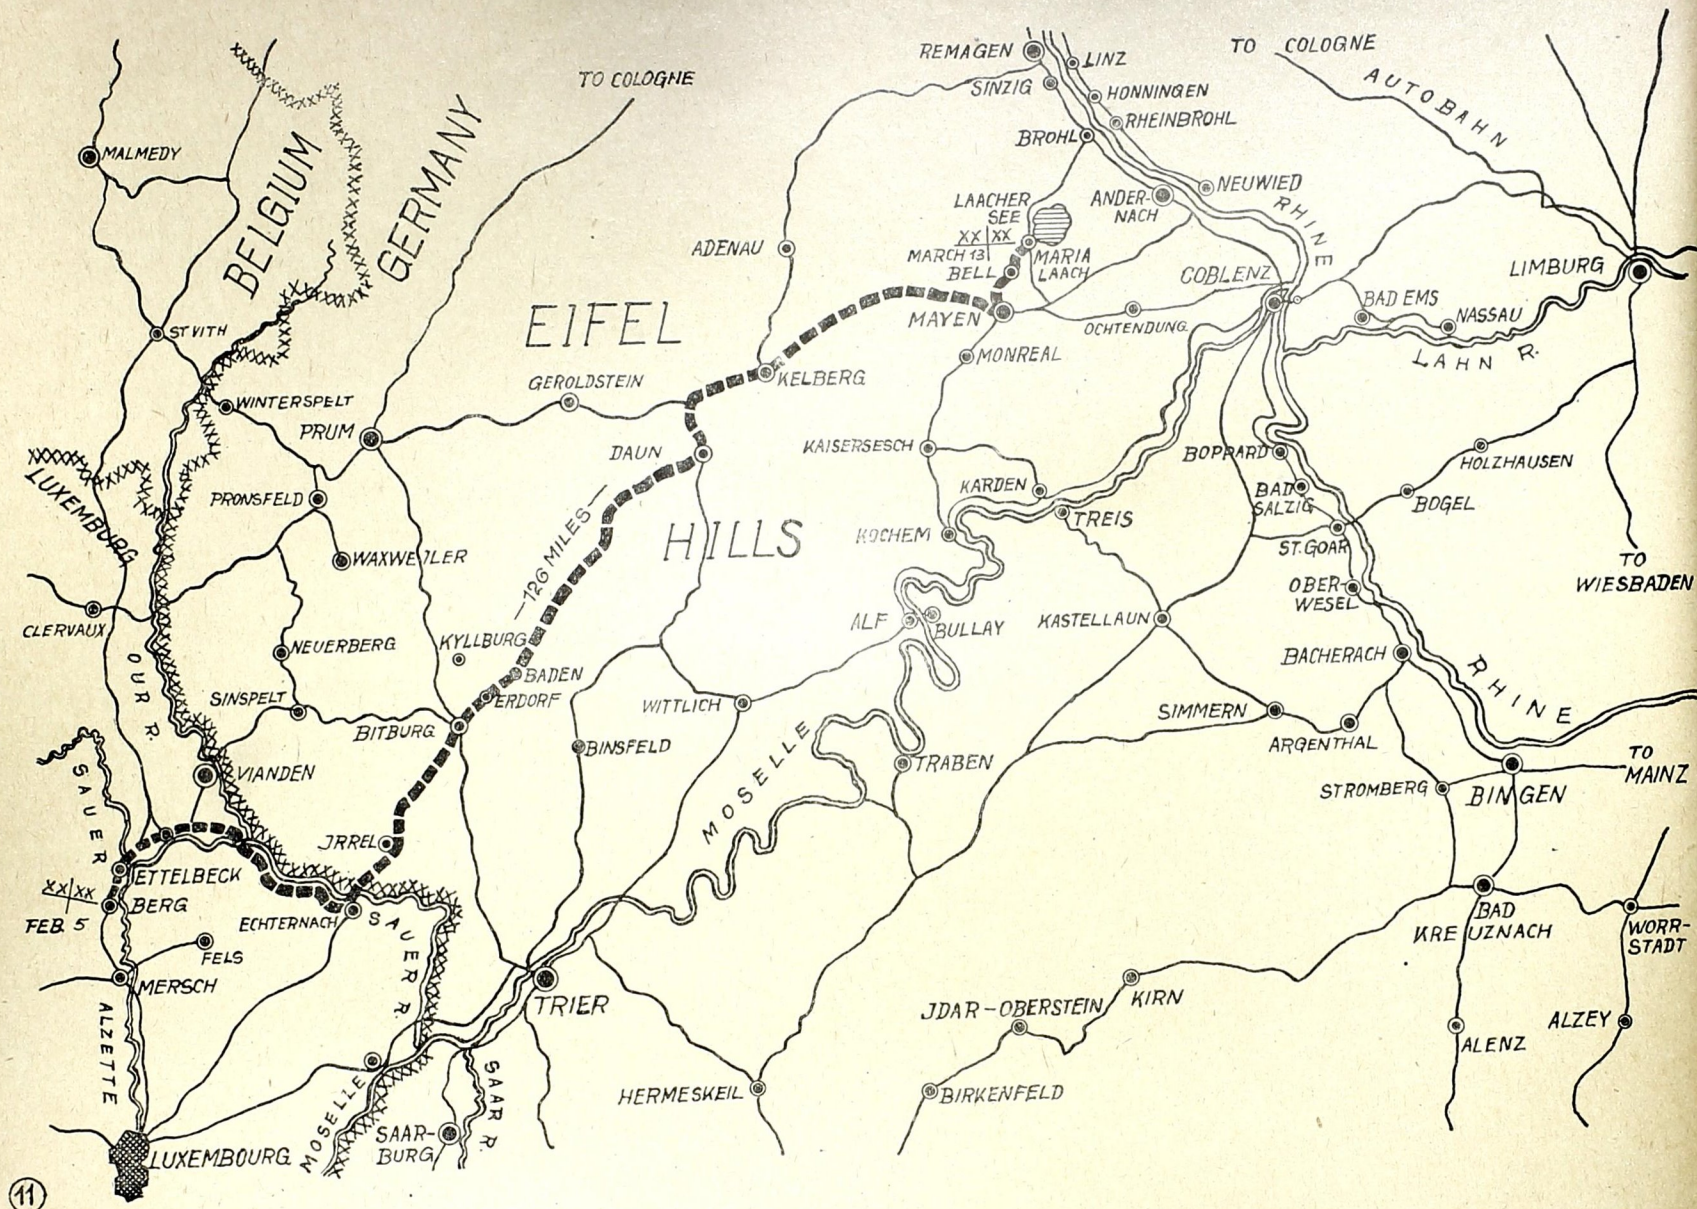 TO COLOGNE
REMAGEN
LINZ
TO COLOGNE
AUTOBAHN
SINZIG
HONNINGEN
RHEINBROHL
BROHL
MALMEDY
BELGIUM
GERMANY
NEUWIED
ANDER-
NACH
RHINE
LAACHER
SEE
XX XX
MARCH 13
MARIA
LAACH
BELL
ADENAU
COBLENZ
LIMBURG
BAD EMS
NASSAU
LAHN R.
EIFEL
MAYEN
OCHTENDUNG
ST VITH
MONREAL
KELBERG
GEROLDSTEIN
WINTERSPELT
PRUM
DAUN
KAISERSESCH
BOPPARD
HOLZHAUSEN
LUXEMBURG
PRONSFELD
KARDEN
BAD
SALZIG
BOGEL
TREIS
HILLS
—126 MILES—
KOCHEM
ST. GOAR
WAXWEILER
TO
WIESBADEN
OBER-
WESEL
CLERVAUX
ALF
BULLAY
KASTELLAUN
NEUERBERG
KYLLBURG
BACHERACH
OUR R.
BADEN
ERDORF
RHINE
SINSPELT
WITTLICH
SIMMERN
BITBURG
ARGENTHAL
BINSFELD
MOSELLE
TRABEN
SAUER
VIANDEN
STROMBERG
BINGEN
TO
MAINZ
JRREL
ETTELBECK
XX XX
FEB. 5
BERG
ECHTERNACH
SAUER R.
BAD
KREUZNACH
WORR-
STADT
FELS
MERSCH
TRIER
JDAR-OBERSTEIN
KIRN
ALZETTE
ALENZ
ALZEY
HERMESKEIL
BIRKENFELD
MOSELLE
SAAR R.
SAAR-
BURG
LUXEMBOURG
11